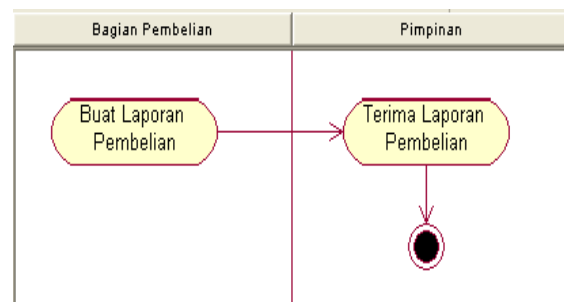 Bagian Pembelian
Pimpinan
Buat Laporan
Pembelian
Terima Laporan
Pembelian